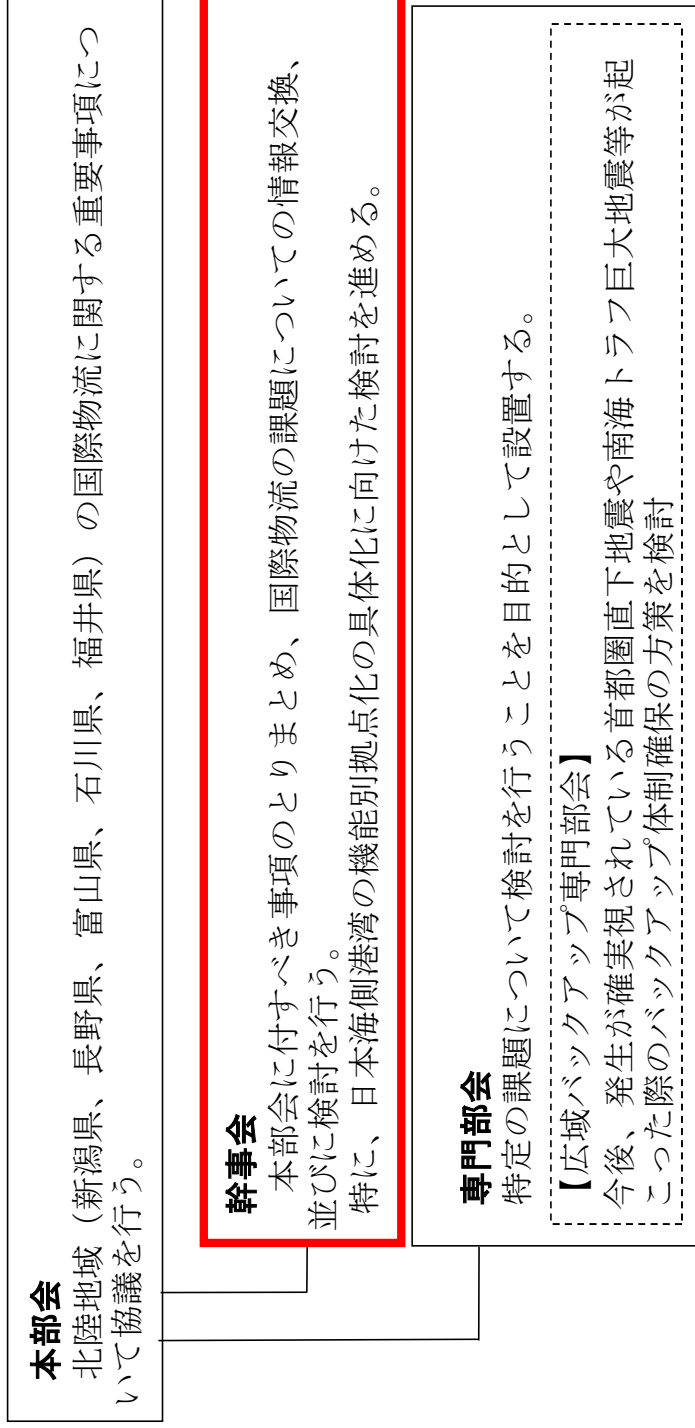 本部会
北陸地域（新潟県、長野県、富山県、石川県、福井県）の国際物流に関する重要事項につ
いて協議を行う。
幹事会
本部会に付すべき事項のとりまとめ、国際物流の課題についての情報交換、
並びに検討を行う。
特に、日本海側港湾の機能別拠点化の具体化に向けた検討を進める。
専門部会
特定の課題について検討を行うことを目的として設置する。
【広域バックアップ専門部会】
今後、発生が確実視されている首都圏直下地震や南海トラフ巨大地震等が起
こった際のバックアップ体制確保の方策を検討